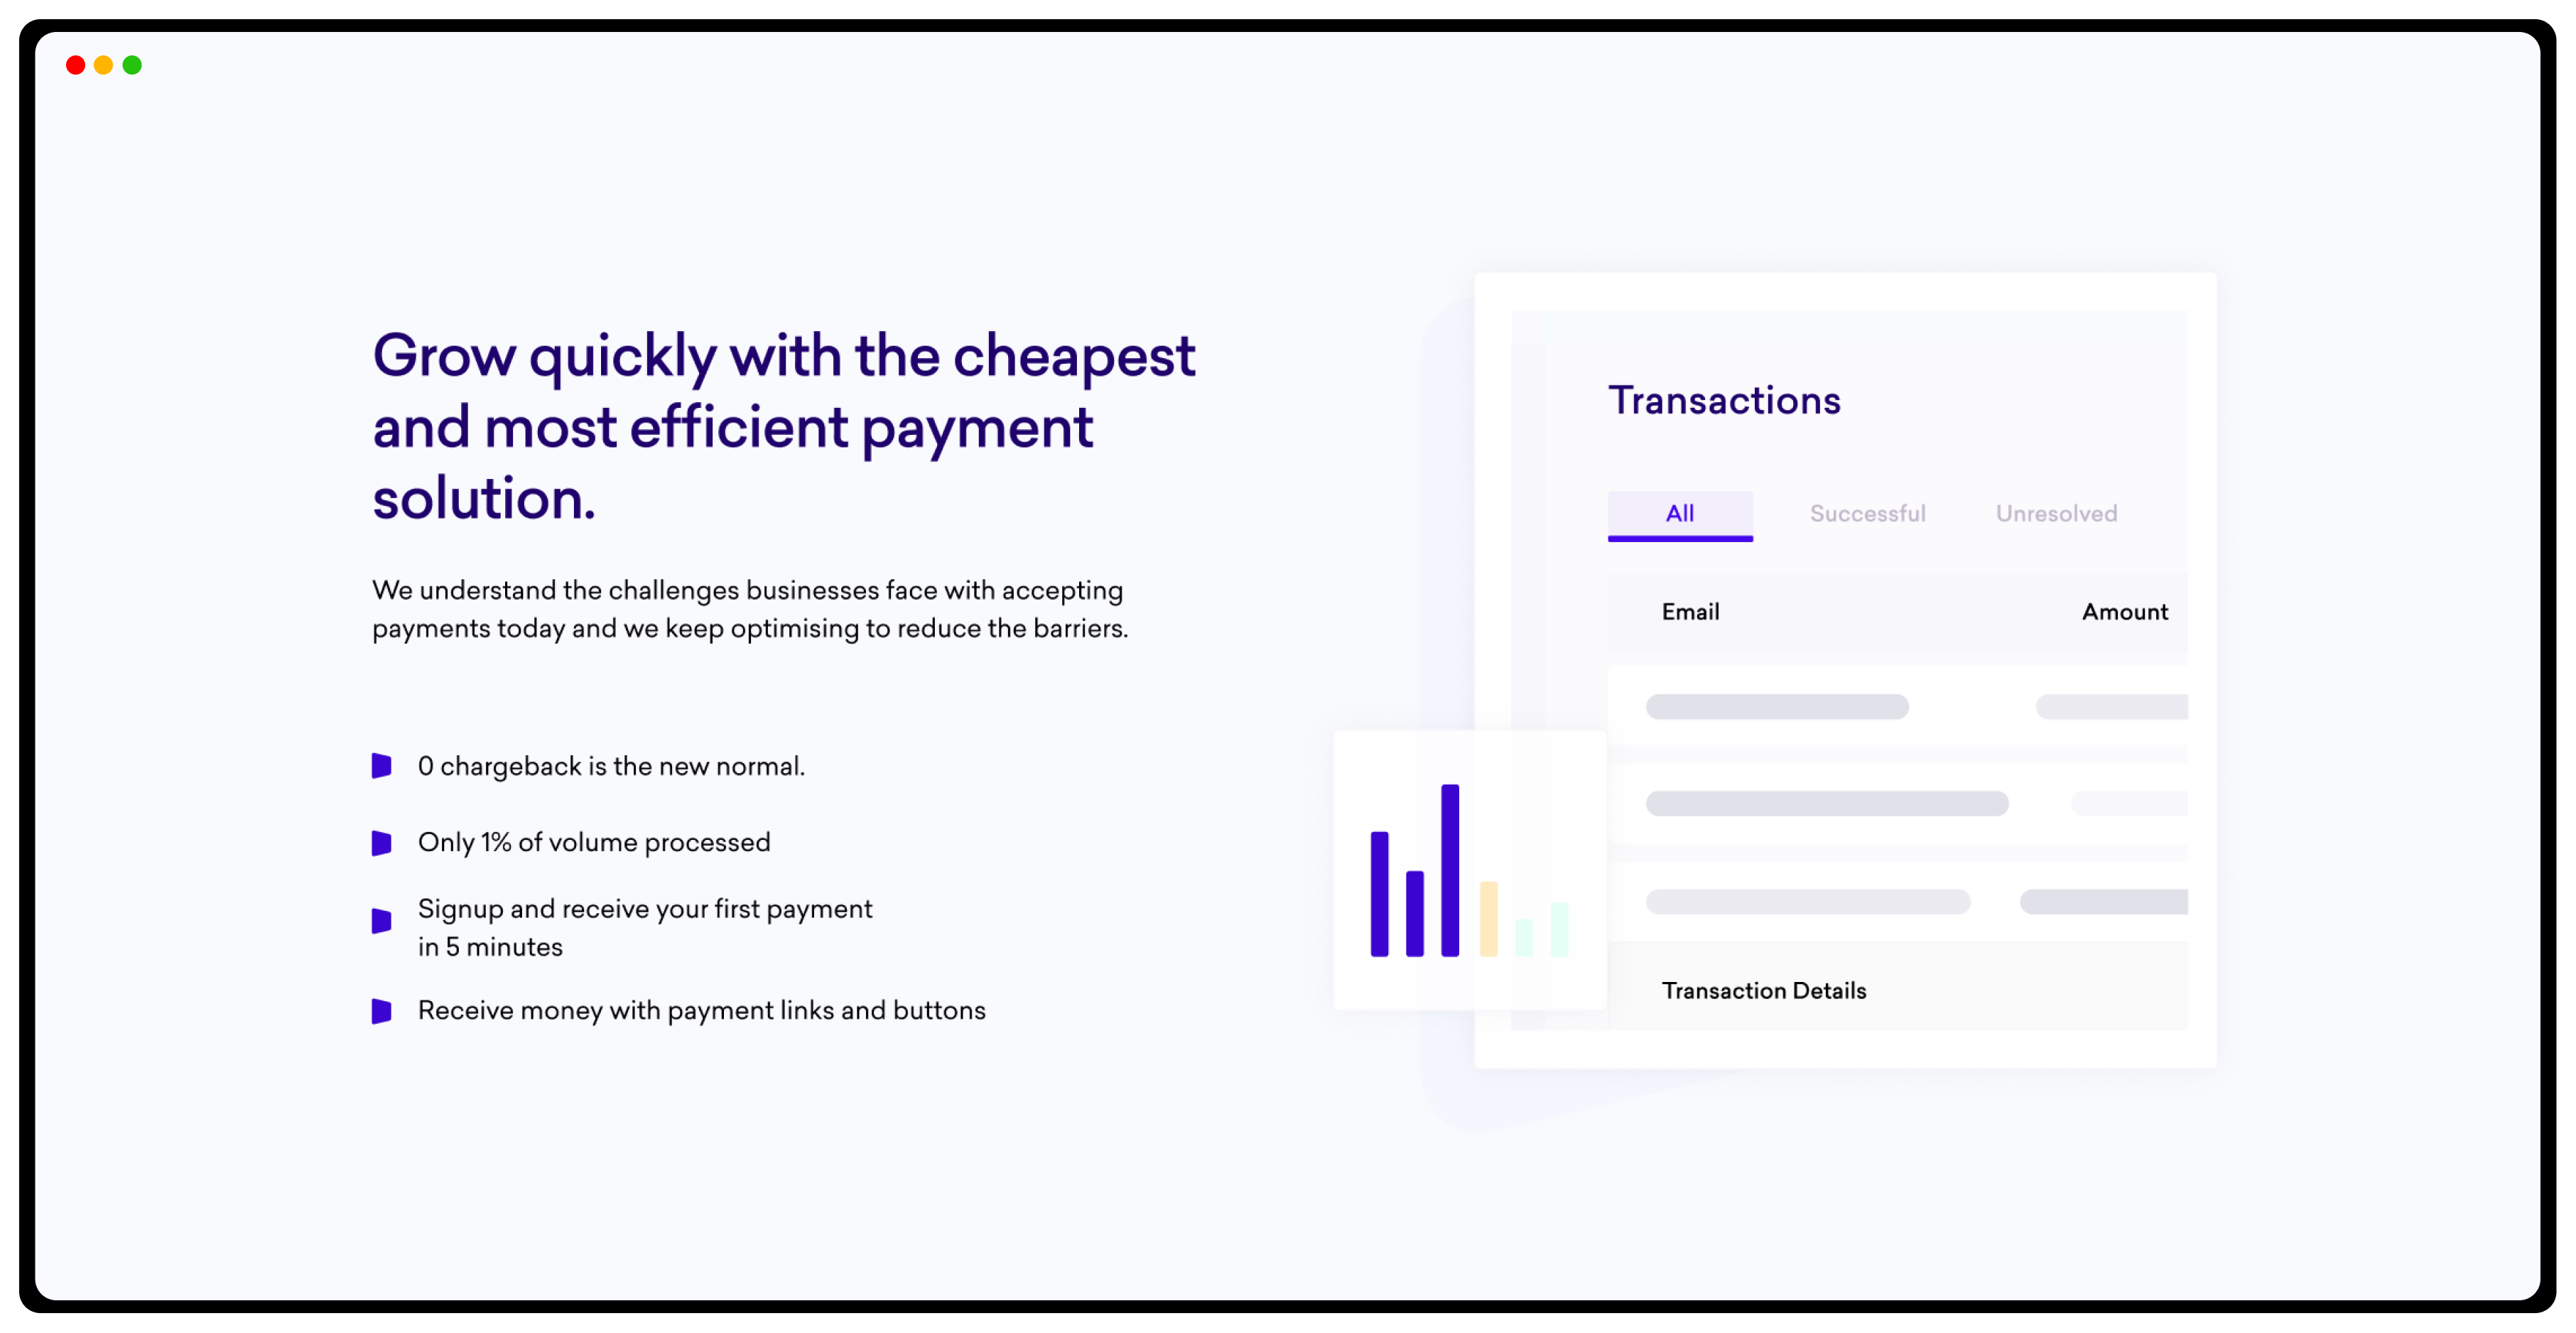 Grow quickly with the cheapest
and most efficient payment
solution.
We understand the challenges businesses face with accepting
payments today and we keep optimising to reduce the barriers.
0 chargeback is the new normal.
Only 1% of volume processed
Signup and receive your first payment
in 5 minutes
Receive money with payment links and buttons
Transactions
All Successful Unresolved
Email Amount
Transaction Details